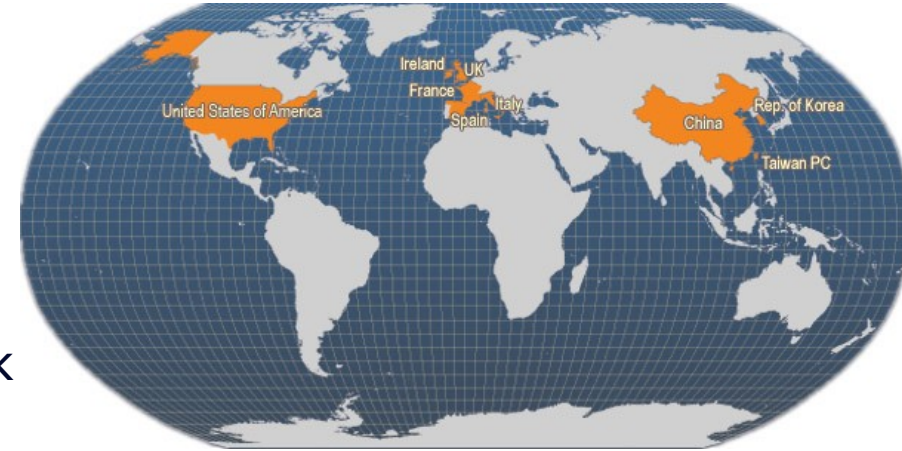 Ireland
UK
France
Italy
Spain
United States of America
Rep. of Korea
China
Taiwan PC
K